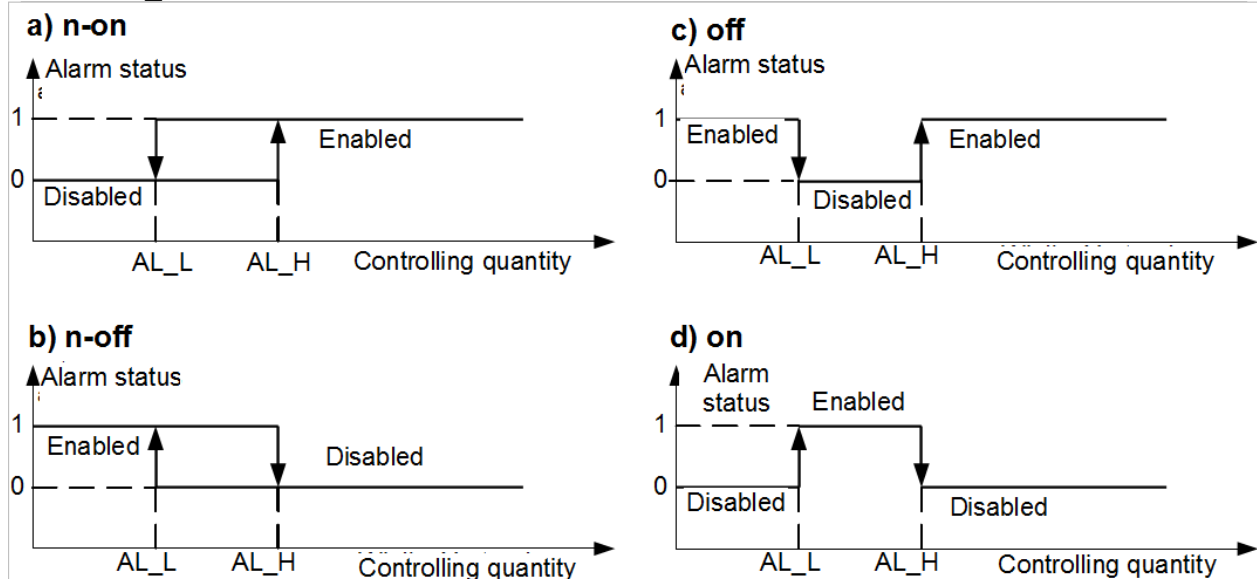 a) n-on
Alarm status
1
Enabled
0
Disabled
AL_L
AL_H
Controlling quantity
c) off
Alarm status
1
Enabled
Enabled
0
Disabled
AL_L
AL_H
Controlling quantity
b) n-off
Alarm status
1
Enabled
Disabled
0
AL_L
AL_H
Controlling quantity
d) on
Alarm
status
Enabled
1
0
Disabled
Disabled
AL_L
AL_H
Controlling quantity